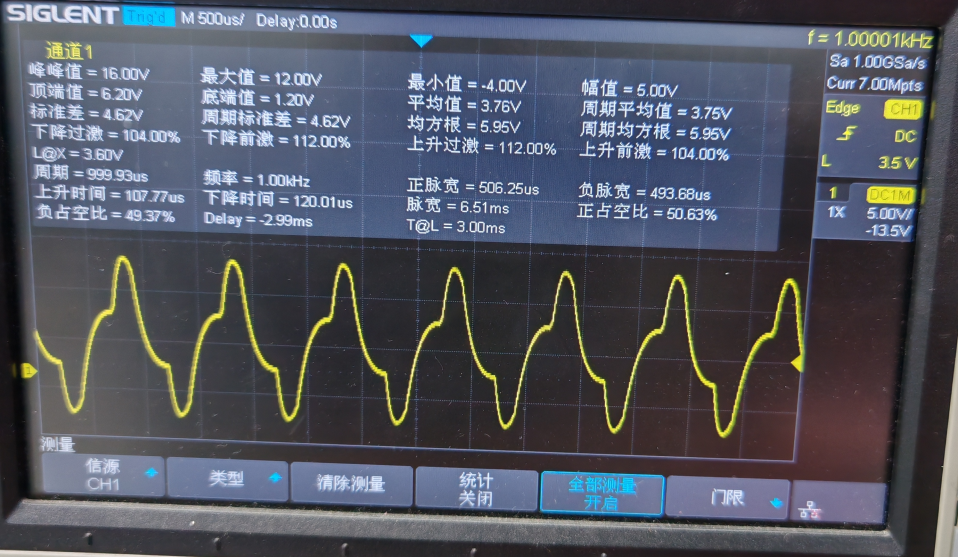 SIGLENT Trig'd M 500us/ Delay:0.00s
f = 1.00001kHz
Sa 1.00GSa/s
Curr 7.00Mpts
Edge CH1
DC
L 3.5V
1 DC1M
1X 5.00V/
-13.5V
通道1
峰峰值 = 16.00V 最大值 = 12.00V 最小值 = -4.00V 幅值 = 5.00V
顶端值 = 6.20V 底端值 = 1.20V 平均值 = 3.76V 周期平均值 = 3.75V
标准差 = 4.62V 周期标准差 = 4.62V 均方根 = 5.95V 周期均方根 = 5.95V
下降过激 = 104.00% 下降前激 = 112.00% 上升过激 = 112.00% 上升前激 = 104.00%
L@X = 3.60V
周期 = 999.93us 频率 = 1.00kHz 正脉宽 = 506.25us 负脉宽 = 493.68us
上升时间 = 107.77us 下降时间 = 120.01us 脉宽 = 6.51ms 正占空比 = 50.63%
负占空比 = 49.37% Delay = -2.99ms T@L = 3.00ms
1
测量
信源 CH1
类型
清除测量
统计 关闭
全部测量 开启
门限